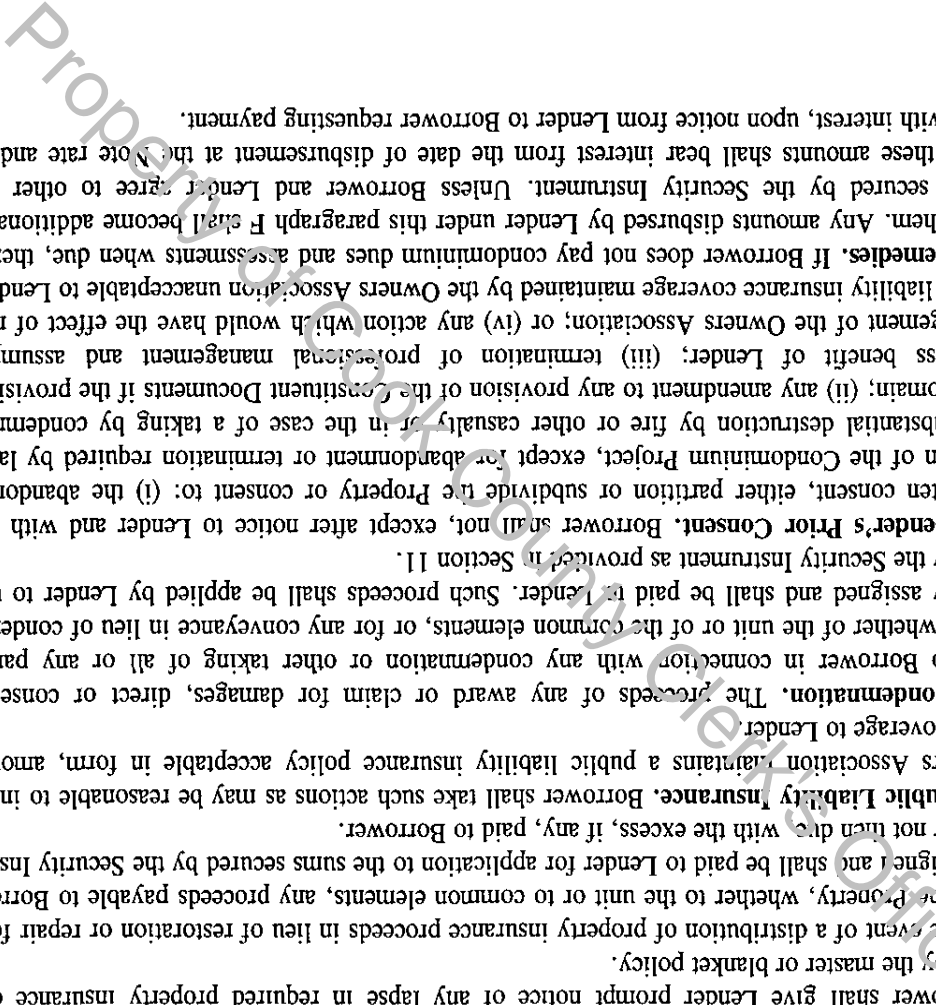 ower shall give Lender prompt notice of any lapse in required property insurance
y the master or blanket policy.
event of a distribution of property insurance proceeds in lieu of restoration or repair f
he Property, whether to the unit or to common elements, any proceeds payable to Borro
igned and shall be paid to Lender for application to the sums secured by the Security Ins
not then due, with the excess, if any, paid to Borrower.
ublic Liability Insurance. Borrower shall take such actions as may be reasonable to in
rs Association maintains a public liability insurance policy acceptable in form, amo
overage to Lender.
ondemnation. The proceeds of any award or claim for damages, direct or conse
o Borrower in connection with any condemnation or other taking of all or any par
whether of the unit or of the common elements, or for any conveyance in lieu of conde
y assigned and shall be paid to Lender. Such proceeds shall be applied by Lender to
y the Security Instrument as provided in Section 11.
ender's Prior Consent. Borrower shall not, except after notice to Lender and with
ten consent, either partition or subdivide the Property or consent to: (i) the abandon
n of the Condominium Project, except for abandonment or termination required by la
bstantial destruction by fire or other casualty or in the case of a taking by condemn
omain; (ii) any amendment to any provision of the Constituent Documents if the provisi
ss benefit of Lender; (iii) termination of professional management and assum
gement of the Owners Association; or (iv) any action which would have the effect of r
liability insurance coverage maintained by the Owners Association unacceptable to Lend
emedies. If Borrower does not pay condominium dues and assessments when due, the
hem. Any amounts disbursed by Lender under this paragraph F shall become additiona
secured by the Security Instrument. Unless Borrower and Lender agree to other
these amounts shall bear interest from the date of disbursement at the Note rate and
with interest, upon notice from Lender to Borrower requesting payment.
Property of Cook County Clerk's Office